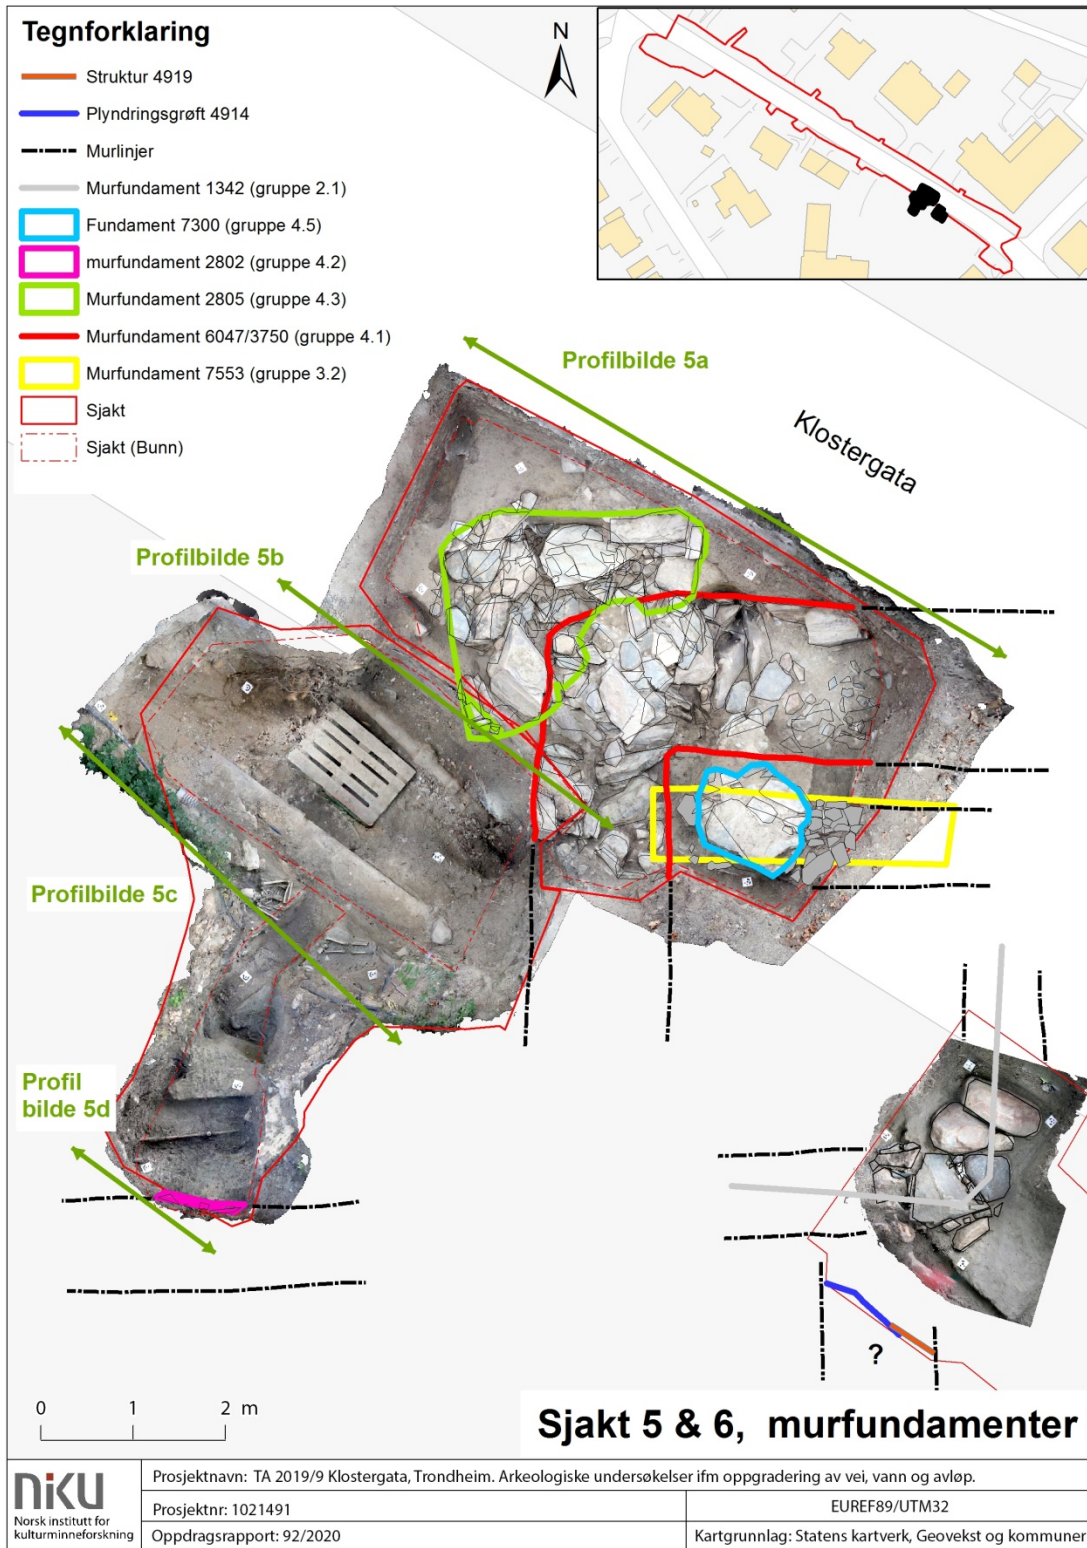 Tegnforklaring
Struktur 4919
Plyndringsgrøft 4914
Murlinjer
Murfundament 1342 (gruppe 2.1)
Fundament 7300 (gruppe 4.5)
murfundament 2802 (gruppe 4.2)
Murfundament 2805 (gruppe 4.3)
Murfundament 6047/3750 (gruppe 4.1)
Murfundament 7553 (gruppe 3.2)
Sjakt
Sjakt (Bunn)
N
Profilbilde 5a
Klostergata
Profilbilde 5b
Profilbilde 5c
Profil
bilde 5d
?
0 1 2 m
Sjakt 5 & 6, murfundamenter
niku
Norsk institutt for
kulturminneforskning
Prosjektnavn: TA 2019/9 Klostergata, Trondheim. Arkeologiske undersøkelser ifm oppgradering av vei, vann og avløp.
Prosjektnr: 1021491
EUREF89/UTM32
Oppdragsrapport: 92/2020
Kartgrunnlag: Statens kartverk, Geovekst og kommuner